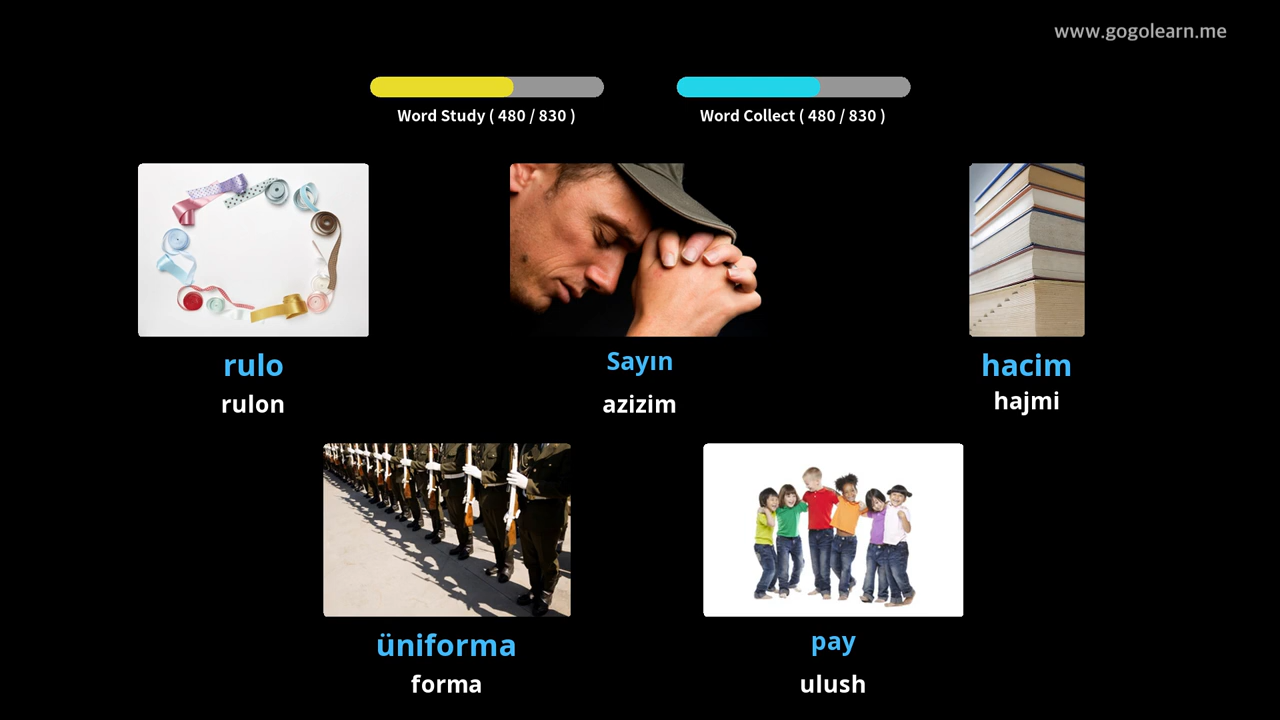 www.gogolearn.me
Word Study ( 480 / 830 )
Word Collect ( 480 / 830 )
rulo
rulon
Sayın
azizim
hacim
hajmi
üniforma
forma
pay
ulush